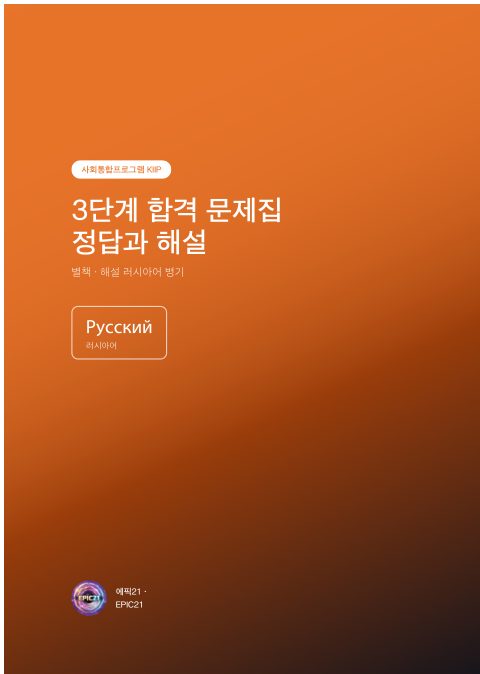 사회통합프로그램 KIIP
3단계 합격 문제집
정답과 해설
별책 · 해설 러시아어 병기
Русский
러시아어
EPIC21
에픽21 ·
EPIC21